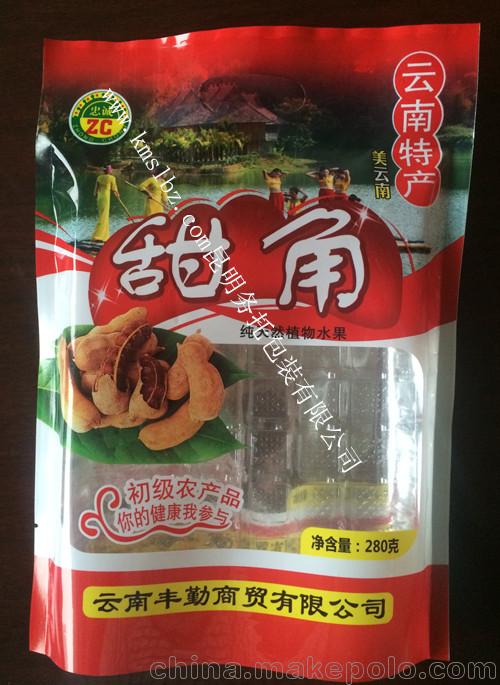 云南特产
美云南
忠诚
ZC
甜角
纯天然植物水果
初级农产品
你的健康我参与
净含量：280克
云南丰勤商贸有限公司
www.kmslbz.com昆明务邦包装有限公司
china.makepolo.com